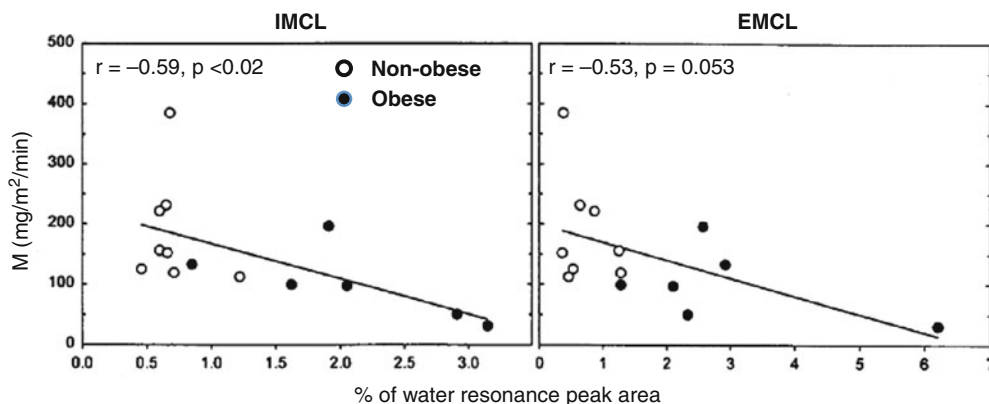 IMCL
EMCL
500
400
300
200
100
0
M (mg/m²/min)
r = –0.59, p <0.02
Non-obese
Obese
r = –0.53, p = 0.053
0.0 0.5 1.0 1.5 2.0 2.5 3.0
0 1 2 3 4 5 6 7
% of water resonance peak area